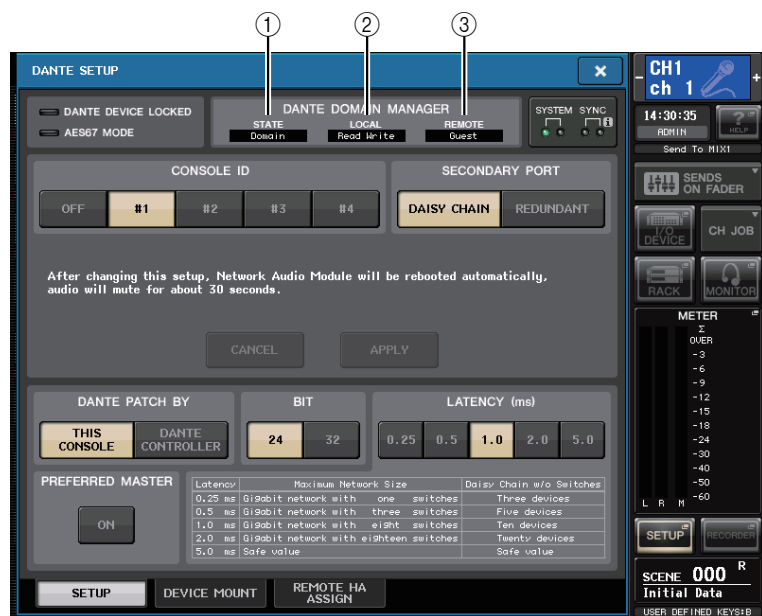 ① ② ③
DANTE SETUP
×
DANTE DEVICE LOCKED
AES67 MODE
DANTE DOMAIN MANAGER
STATE LOCAL REMOTE
Domain Read Write Guest
SYSTEM SYNC
CONSOLE ID
OFF #1 #2 #3 #4
SECONDARY PORT
DAISY CHAIN REDUNDANT
After changing this setup, Network Audio Module will be rebooted automatically,
audio will mute for about 30 seconds.
CANCEL APPLY
DANTE PATCH BY
THIS
CONSOLE
DANTE
CONTROLLER
BIT
24 32
LATENCY (ms)
0.25 0.5 1.0 2.0 5.0
PREFERRED MASTER
ON
Latency Maximum Network Size Daisy Chain w/o Switches
0.25 ms Gigabit network with one switches Three devices
0.5 ms Gigabit network with three switches Five devices
1.0 ms Gigabit network with eight switches Ten devices
2.0 ms Gigabit network with eighteen switches Twenty devices
5.0 ms Safe value Safe value
SETUP DEVICE MOUNT REMOTE HA
ASSIGN
- CH1 +
ch 1
14:30:35
ADMIN
?
HELP
Send To MIX1
SENDS
ON FADER
I/O
DEVICE
CH JOB
RACK MONITOR
METER
Σ
OVER
-3
-6
-9
-12
-15
-18
-24
-30
-40
-50
-60
L R M
SETUP RECORDER
SCENE 000 R
Initial Data
USER DEFINED KEYS:B